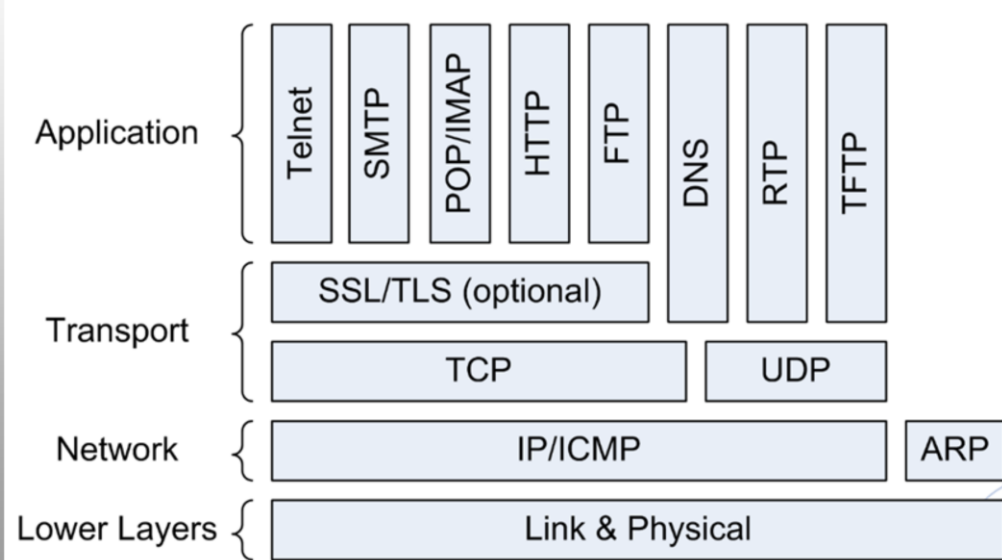 Application
Telnet
SMTP
POP/IMAP
HTTP
FTP
DNS
RTP
TFTP
Transport
SSL/TLS (optional)
TCP
UDP
Network
IP/ICMP
ARP
Lower Layers
Link & Physical